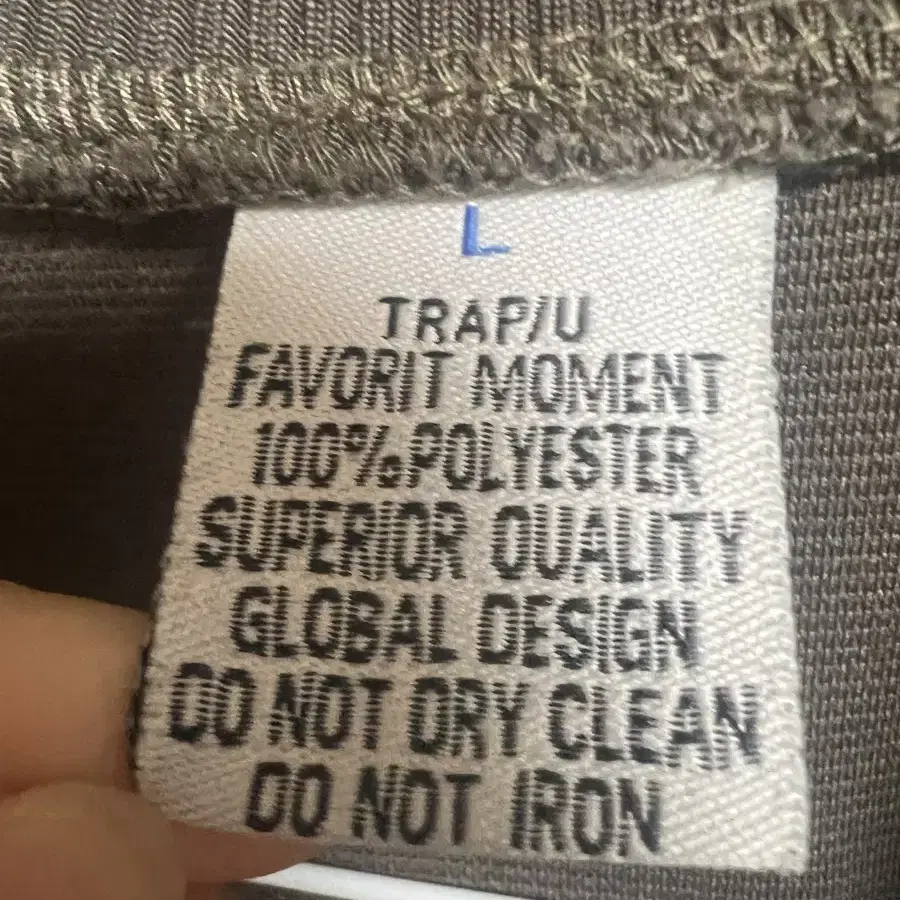 L
TRAP/U
FAVORIT MOMENT
100%POLYESTER
SUPERIOR QUALITY
GLOBAL DESIGN
DO NOT DRY CLEAN
DO NOT IRON